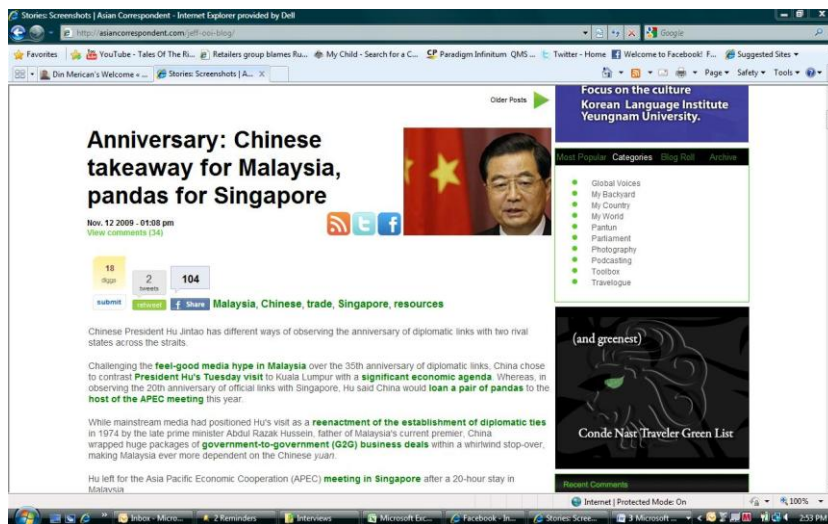 Stories: Screenshots | Asian Correspondent - Internet Explorer provided by Dell
http://asiancorrespondent.com/jeff-ooi-blog/
Google
Favorites YouTube - Tales Of The Ri... Retailers group blames Ru... My Child - Search for a C... Paradigm Infinitum QMS ... Twitter - Home Welcome to Facebook! F... Suggested Sites
Din Merican's Welcome « ... Stories: Screenshots | A... X Page Safety Tools
Older Posts
Focus on the culture
Korean Language Institute
Yeungnam University.
Anniversary: Chinese
takeaway for Malaysia,
pandas for Singapore
Nov. 12 2009 - 01:08 pm
View comments (34)
Most Popular Categories Blog Roll Archive
Global Voices
My Backyard
My Country
My World
Pantun
Parliament
Photography
Podcasting
Toolbox
Travelogue
18
diggs
submit
2
tweets
retweet
104
Share
Malaysia, Chinese, trade, Singapore, resources
Chinese President Hu Jintao has different ways of observing the anniversary of diplomatic links with two rival
states across the straits.
Challenging the feel-good media hype in Malaysia over the 35th anniversary of diplomatic links, China chose
to contrast President Hu's Tuesday visit to Kuala Lumpur with a significant economic agenda. Whereas, in
observing the 20th anniversary of official links with Singapore, Hu said China would loan a pair of pandas to the
host of the APEC meeting this year.
While mainstream media had positioned Hu's visit as a reenactment of the establishment of diplomatic ties
in 1974 by the late prime minister Abdul Razak Hussein, father of Malaysia's current premier, China
wrapped huge packages of government-to-government (G2G) business deals within a whirlwind stop-over,
making Malaysia ever more dependent on the Chinese yuan.
Hu left for the Asia Pacific Economic Cooperation (APEC) meeting in Singapore after a 20-hour stay in
Malaysia
(and greenest)
Conde Nast Traveler Green List
Recent Comments
Internet | Protected Mode: On 100%
Inbox - Micro... 2 Reminders Interviews Microsoft Exc... Facebook - In... Stories: Scree... 3 Microsoft ... 2:53 PM